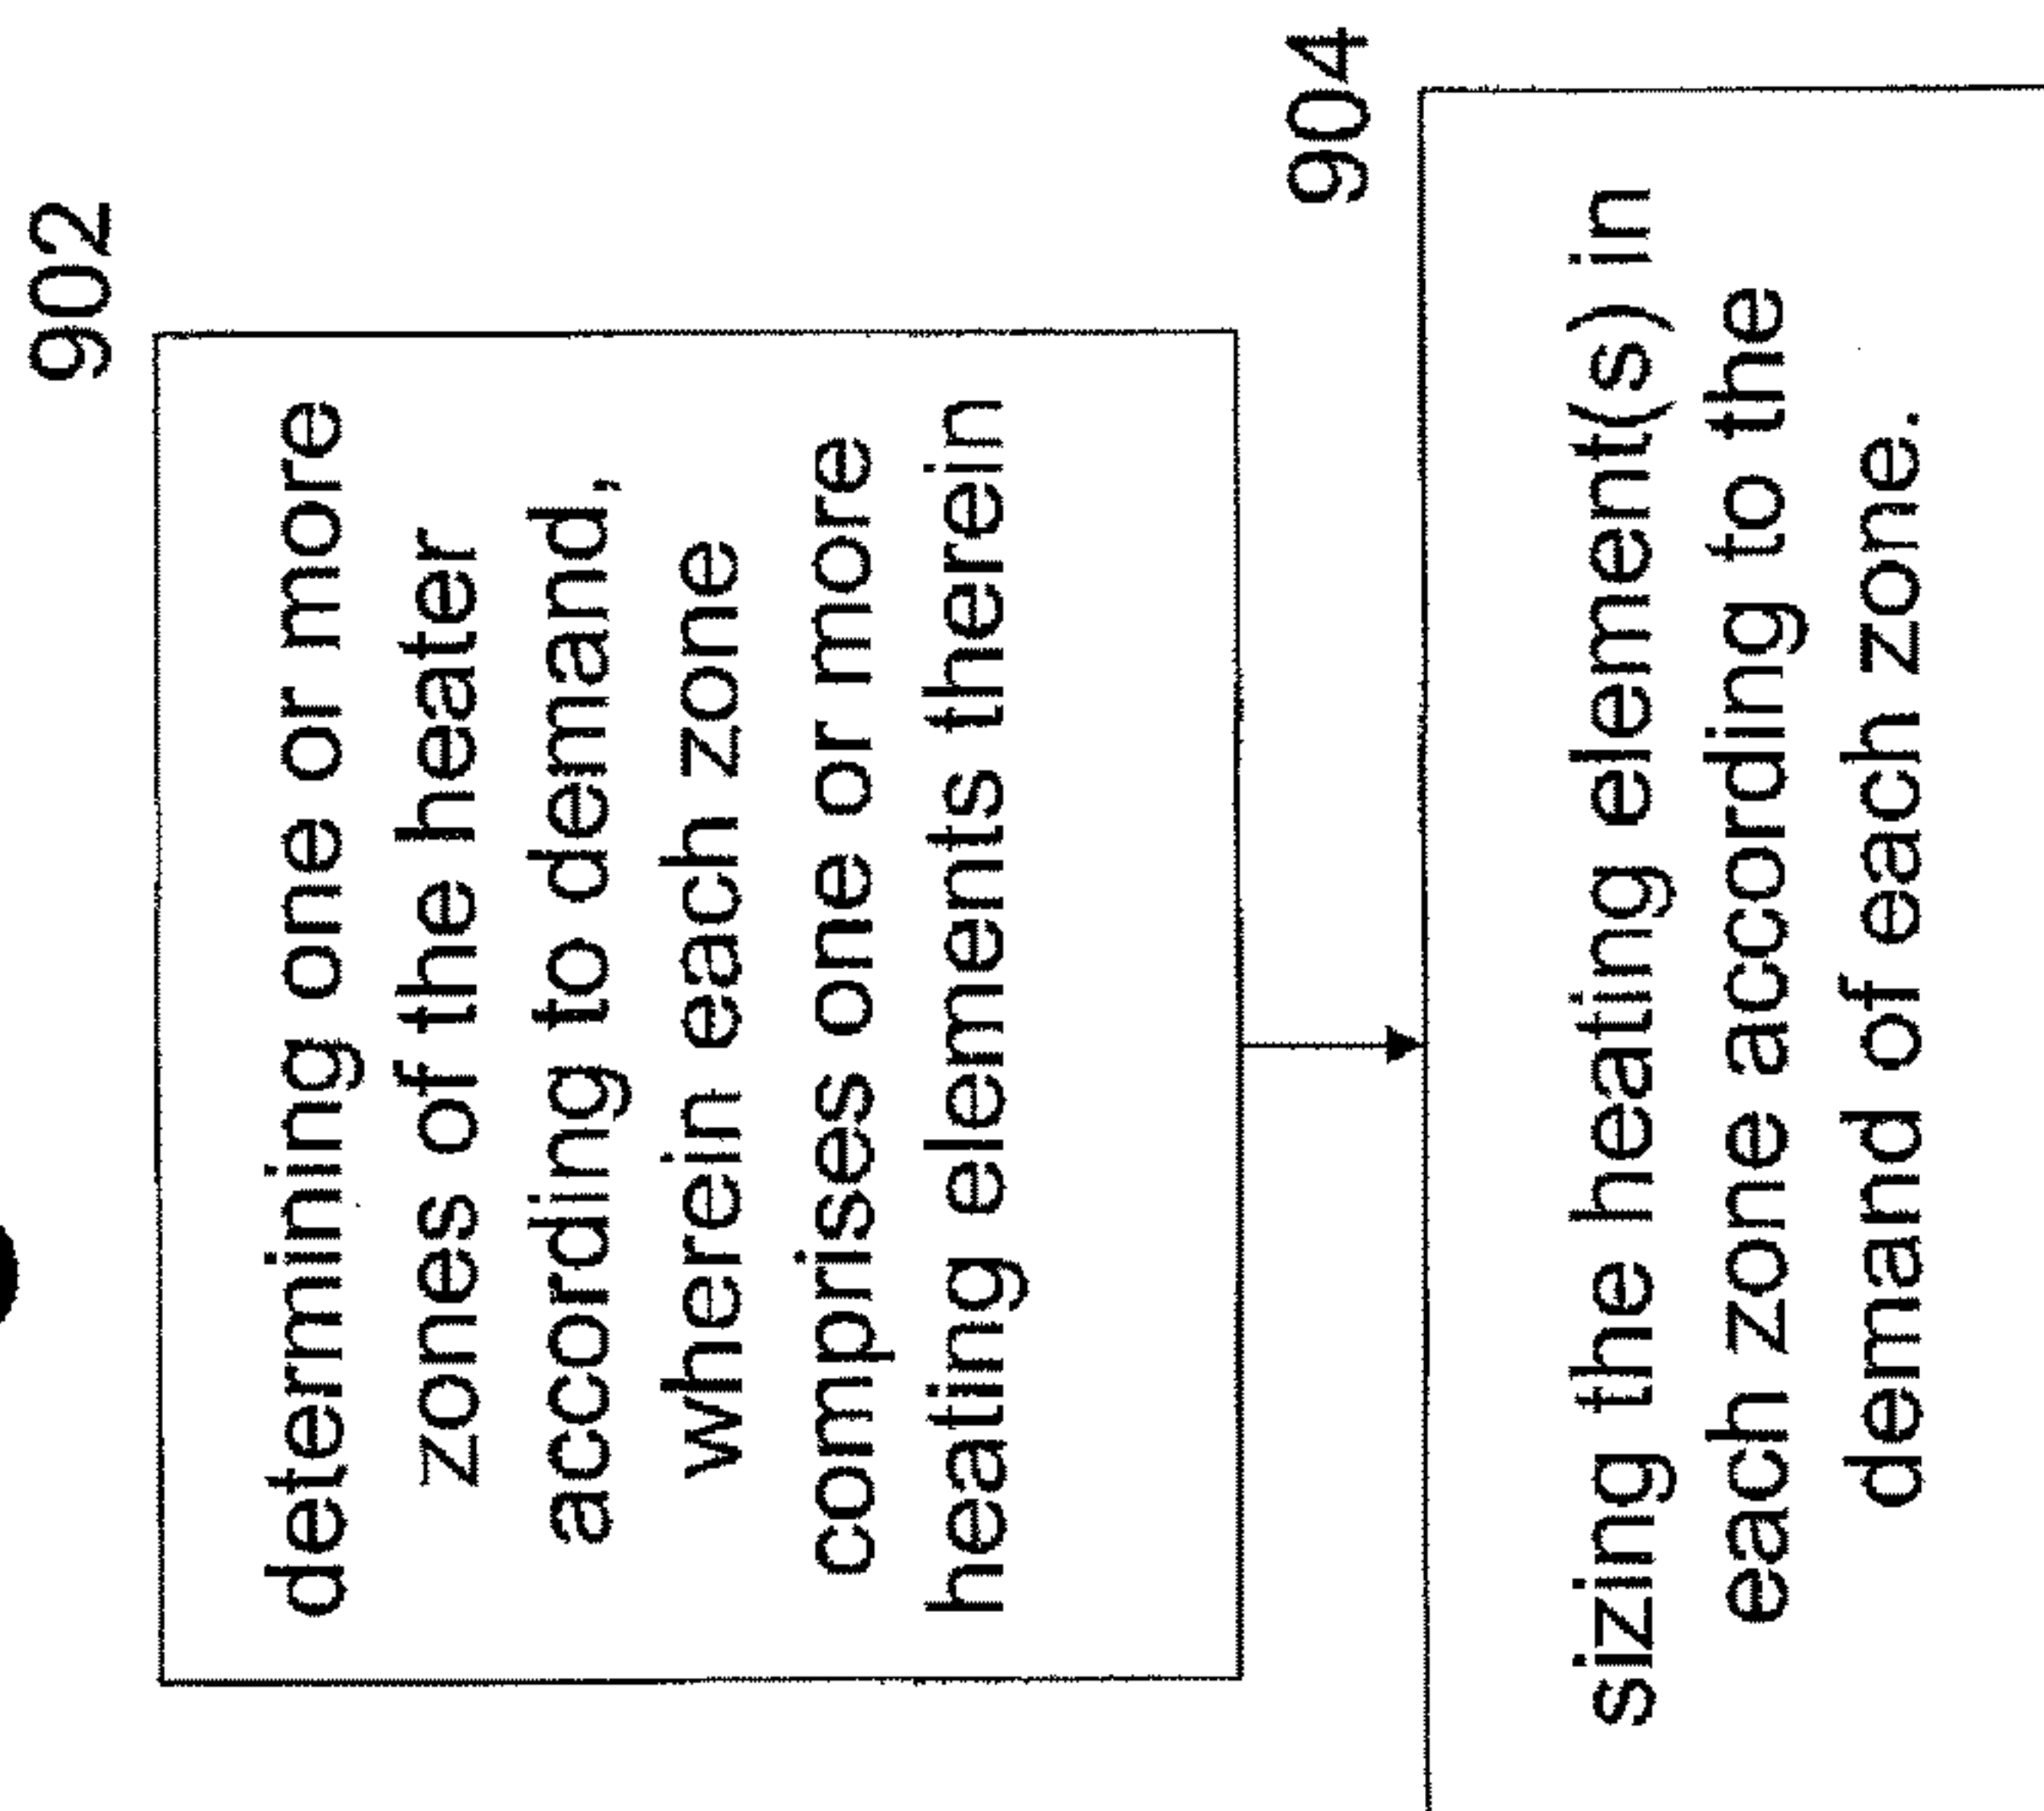 902
determining one or more
zones of the heater
according to demand,
wherein each zone
comprises one or more
heating elements therein
904
sizing the heating element(s) in
each zone according to the
demand of each zone.